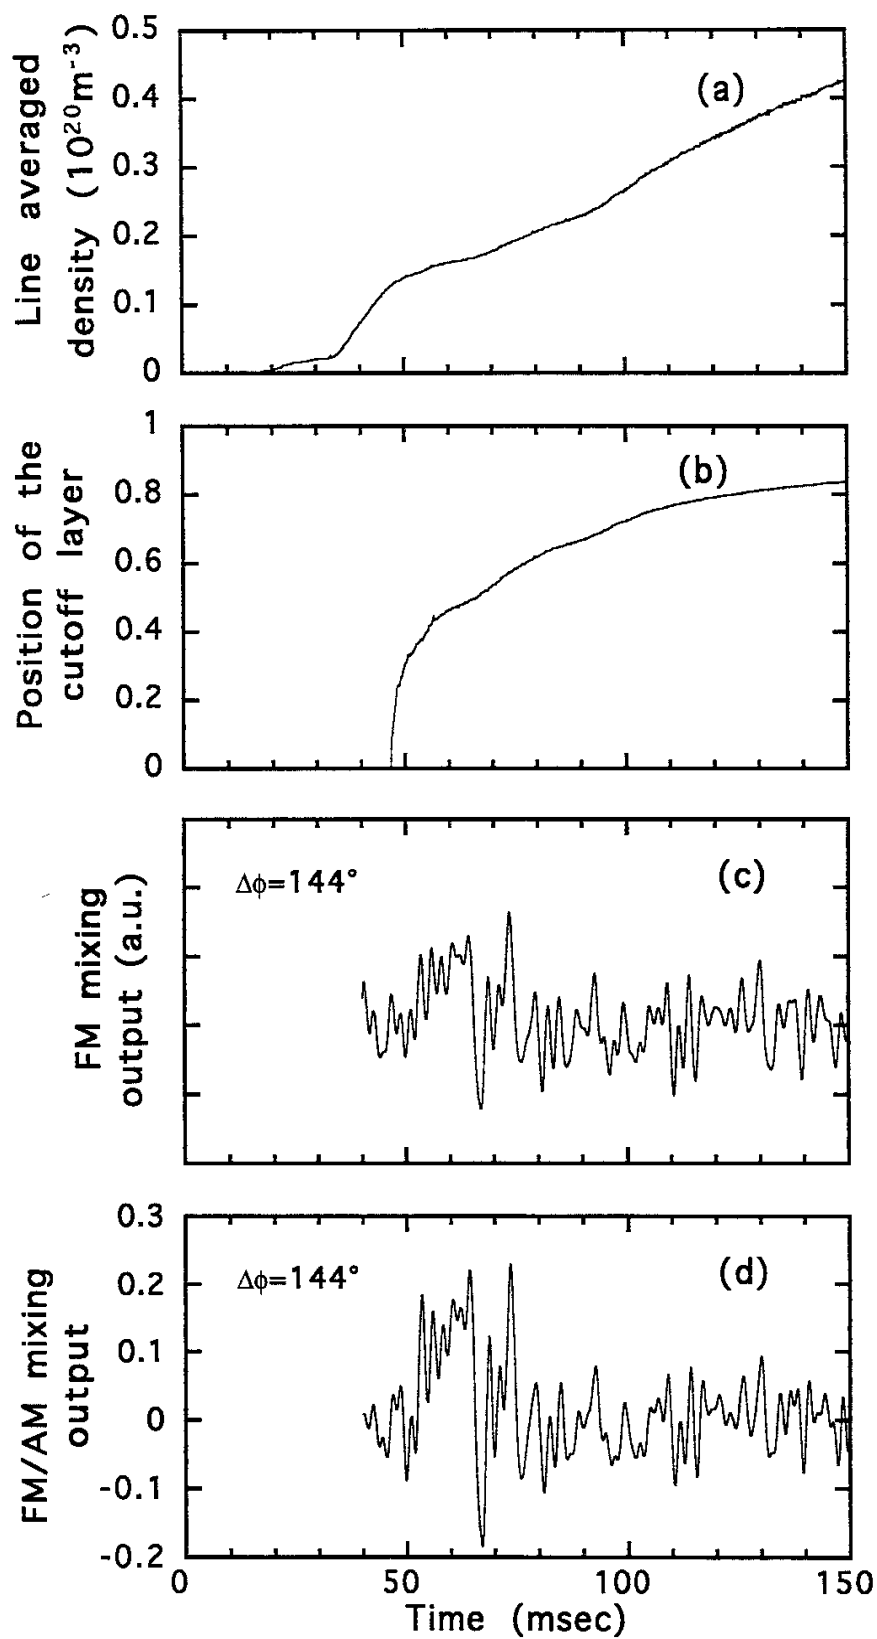 Line averaged
density (10²⁰m⁻³)
0.5
0.4
0.3
0.2
0.1
0
(a)
Position of the
cutoff layer
1
0.8
0.6
0.4
0.2
0
(b)
FM mixing
output (a.u.)
Δϕ=144°
(c)
FM/AM mixing
output
0.3
0.2
0.1
0
-0.1
-0.2
Δϕ=144°
(d)
0 50 100 150
Time (msec)